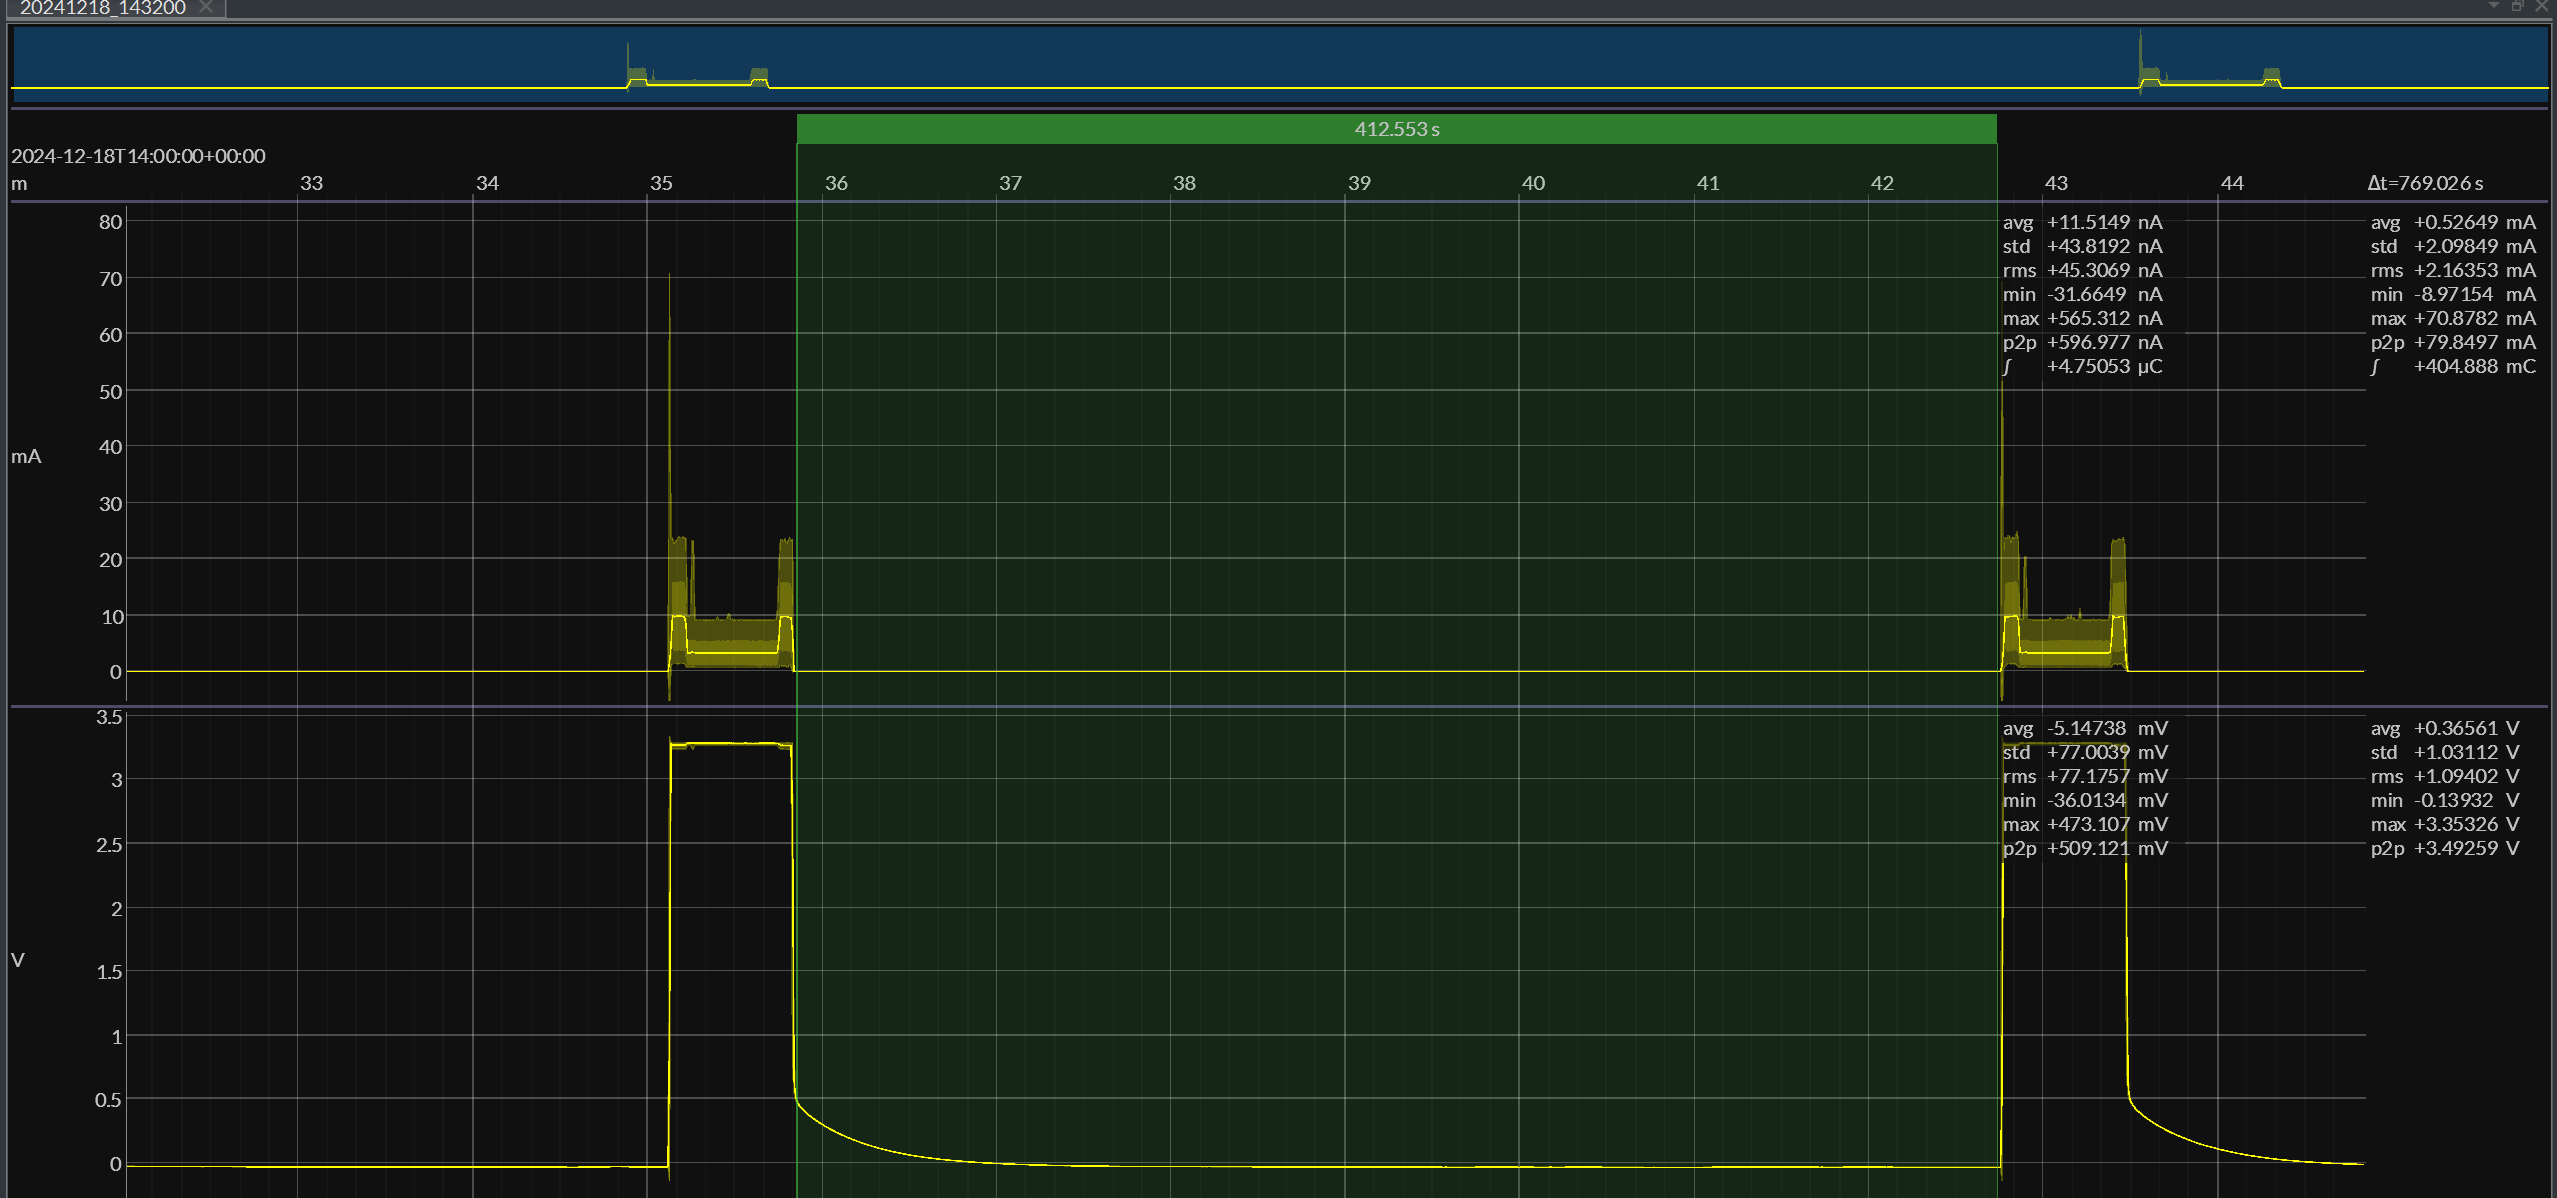 20241218_143200
412.553 s
2024-12-18T14:00:00+00:00
m 33 34 35 36 37 38 39 40 41 42 43 44 Δt=769.026 s
80
70
60
50
mA
40
30
20
10
0
avg +11.5149 nA
std +43.8192 nA
rms +45.3069 nA
min -31.6649 nA
max +565.312 nA
p2p +596.977 nA
∫ +4.75053 µC
avg +0.52649 mA
std +2.09849 mA
rms +2.16353 mA
min -8.97154 mA
max +70.8782 mA
p2p +79.8497 mA
∫ +404.888 mC
3.5
3
2.5
2
V
1.5
1
0.5
0
avg -5.14738 mV
std +77.0039 mV
rms +77.1757 mV
min -36.0134 mV
max +473.107 mV
p2p +509.121 mV
avg +0.36561 V
std +1.03112 V
rms +1.09402 V
min -0.13932 V
max +3.35326 V
p2p +3.49259 V